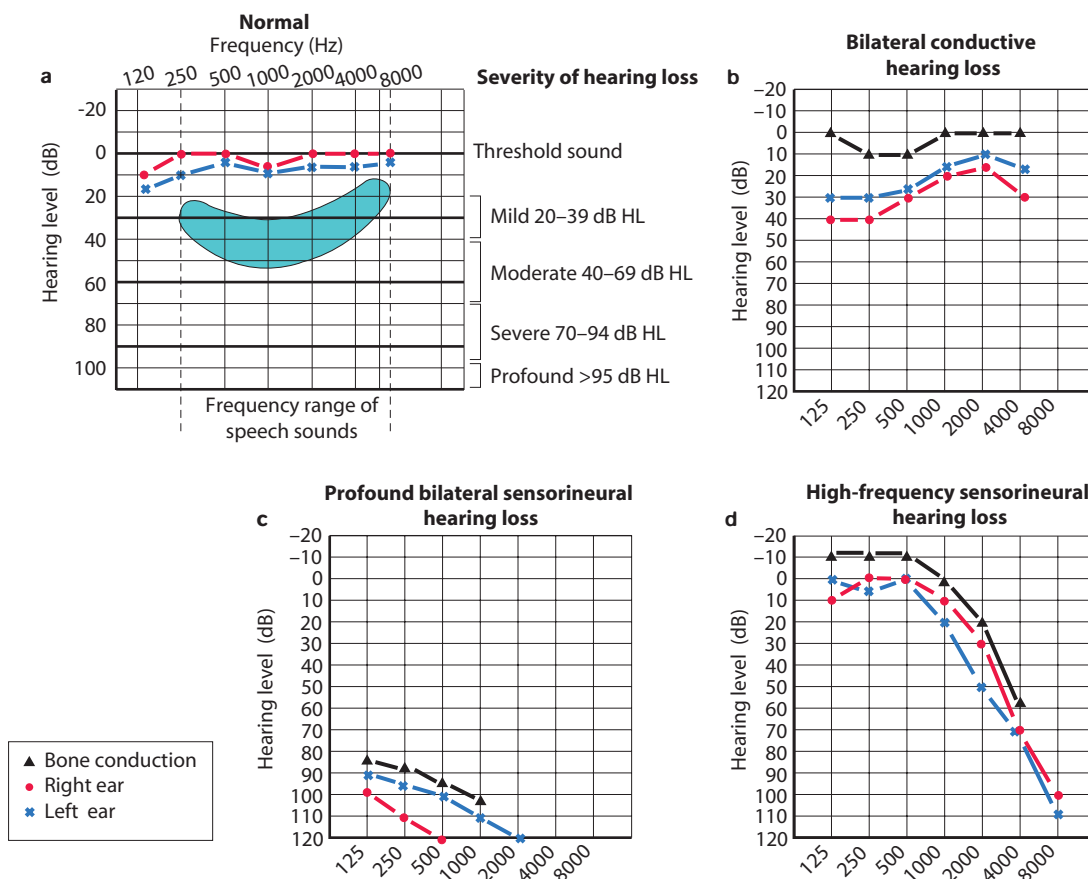 Normal
Frequency (Hz)
a
120 250 500 1000 2000 4000 8000
Severity of hearing loss
Hearing level (dB)
-20
0
20
40
60
80
100
Threshold sound
Mild 20–39 dB HL
Moderate 40–69 dB HL
Severe 70–94 dB HL
Profound >95 dB HL
Frequency range of
speech sounds
Bilateral conductive
hearing loss
b
Hearing level (dB)
–20
–10
0
10
20
30
40
50
60
70
80
90
100
110
120
125 250 500 1000 2000 4000 8000
Profound bilateral sensorineural
hearing loss
c
Hearing level (dB)
–20
–10
0
10
20
30
40
50
60
70
80
90
100
110
120
125 250 500 1000 2000 4000 8000
High-frequency sensorineural
hearing loss
d
Hearing level (dB)
–20
–10
0
10
20
30
40
50
60
70
80
90
100
110
120
125 250 500 1000 2000 4000 8000
Bone conduction
Right ear
Left ear